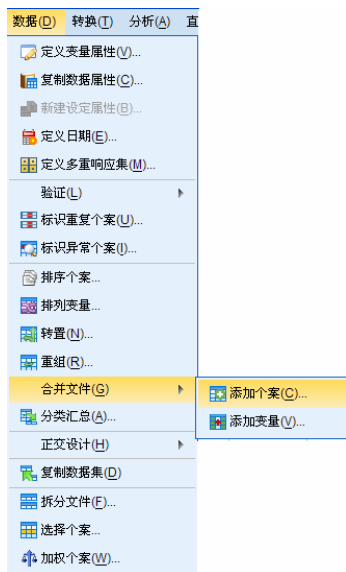 数据(D) 转换(T) 分析(A) 直
定义变量属性(V)...
复制数据属性(C)...
新建设定属性(B)...
定义日期(E)...
定义多重响应集(M)...
验证(L)
标识重复个案(U)...
标识异常个案(I)...
排序个案...
排列变量...
转置(N)...
重组(R)...
合并文件(G)
添加个案(C)...
分类汇总(A)...
添加变量(V)...
正交设计(H)
复制数据集(D)
拆分文件(F)...
选择个案...
加权个案(W)...